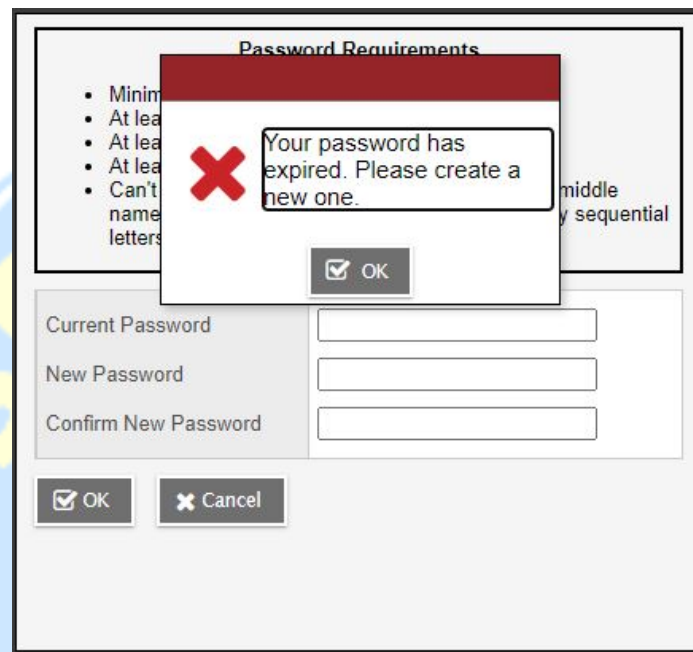 Password Requirements
• Minim
• At lea
• At lea
• At lea
• Can't middle
name y sequential
letters
Your password has
expired. Please create a
new one.
OK
Current Password
New Password
Confirm New Password
OK
Cancel